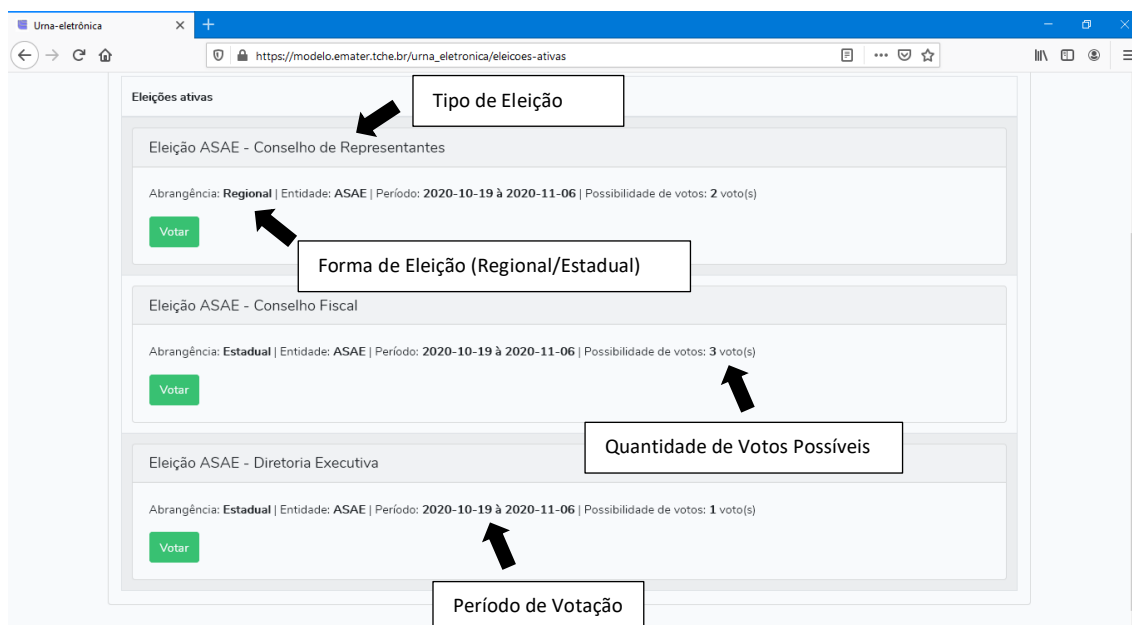 Urna-eletrônica
https://modelo.emater.tche.br/urna_eletronica/eleicoes-ativas
Eleições ativas
Tipo de Eleição
Eleição ASAE - Conselho de Representantes
Abrangência: Regional | Entidade: ASAE | Período: 2020-10-19 à 2020-11-06 | Possibilidade de votos: 2 voto(s)
Votar
Forma de Eleição (Regional/Estadual)
Eleição ASAE - Conselho Fiscal
Abrangência: Estadual | Entidade: ASAE | Período: 2020-10-19 à 2020-11-06 | Possibilidade de votos: 3 voto(s)
Votar
Quantidade de Votos Possíveis
Eleição ASAE - Diretoria Executiva
Abrangência: Estadual | Entidade: ASAE | Período: 2020-10-19 à 2020-11-06 | Possibilidade de votos: 1 voto(s)
Votar
Período de Votação